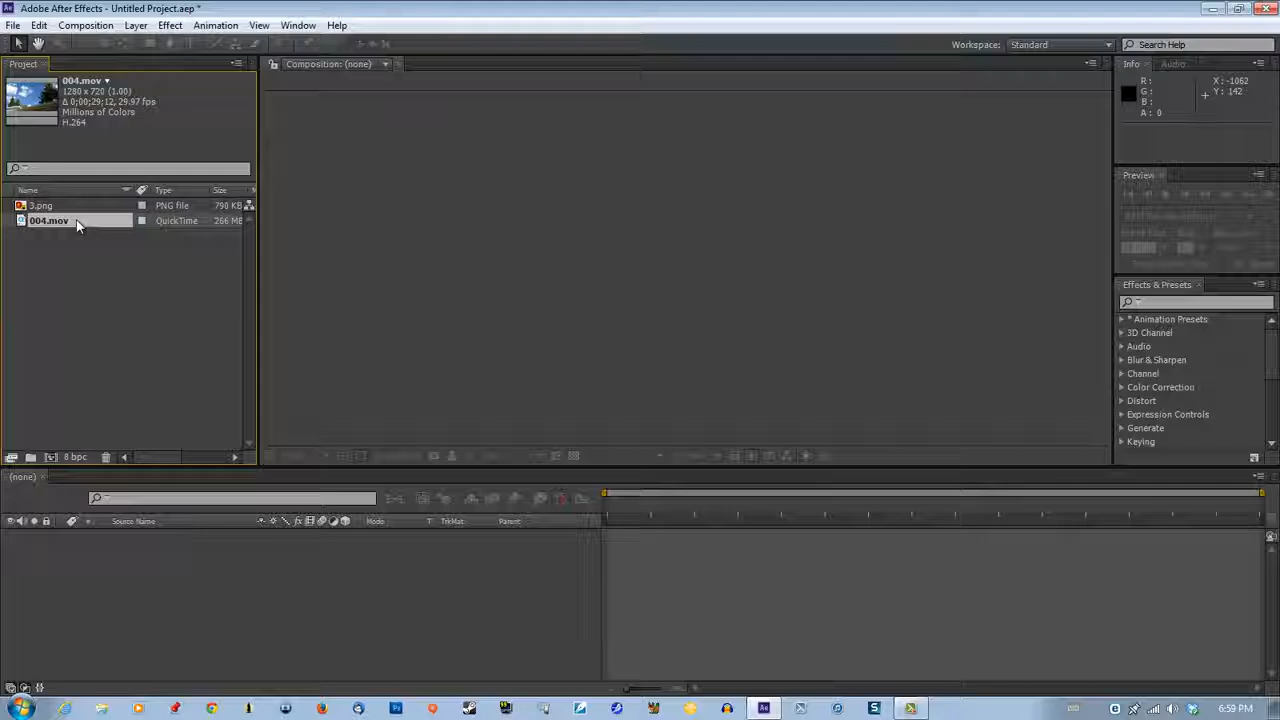 Adobe After Effects - Untitled Project.aep *
File Edit Composition Layer Effect Animation View Window Help
Workspace: Standard Search Help
Project Composition: (none) Info Audio
004.mov
1280 x 720 (1.00)
Δ 0;00;29;12, 29.97 fps
Millions of Colors
H.264
R :
G :
B :
A : 0
X : -1062
Y : 142
Preview
Name Type Size
3.png PNG file 790 KB
004.mov QuickTime 266 MB
Effects & Presets
* Animation Presets
3D Channel
Audio
Blur & Sharpen
Channel
Color Correction
Distort
Expression Controls
Generate
Keying
8 bpc
(none)
# Source Name Mode T TrkMat Parent
6:59 PM